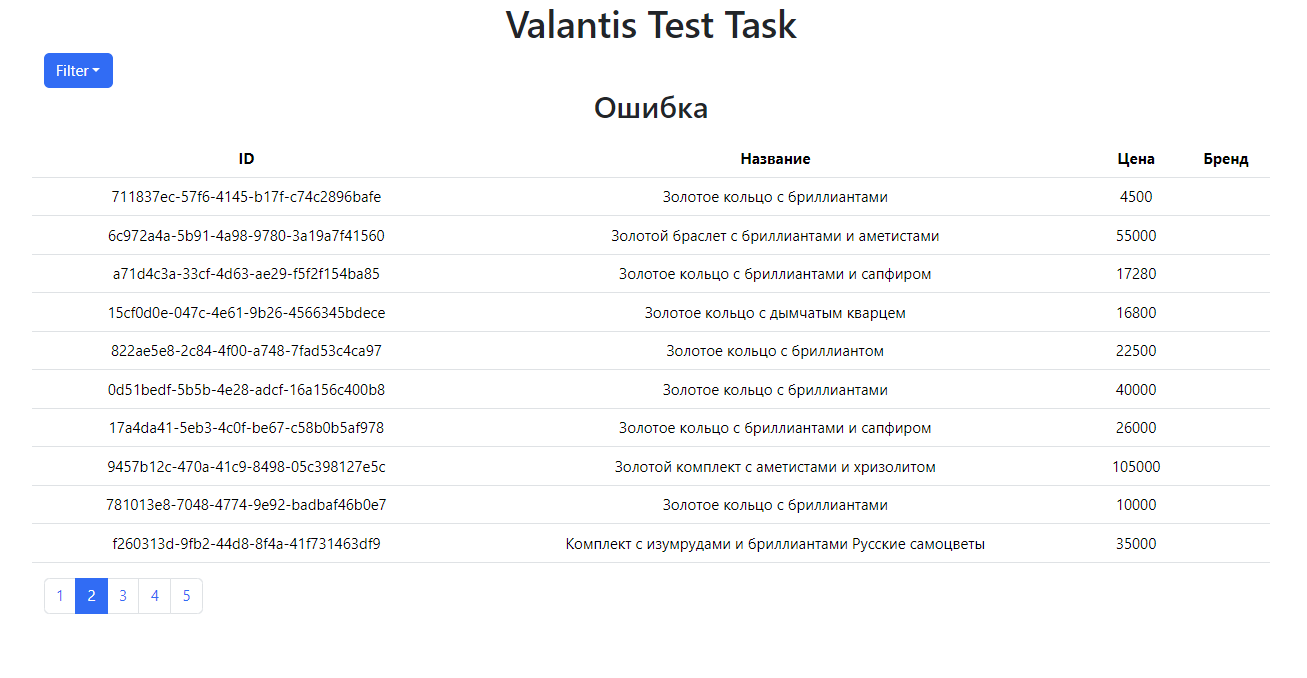 Valantis Test Task
Filter
Ошибка
ID Название Цена Бренд
711837ec-57f6-4145-b17f-c74c2896bafe Золотое кольцо с бриллиантами 4500
6c972a4a-5b91-4a98-9780-3a19a7f41560 Золотой браслет с бриллиантами и аметистами 55000
a71d4c3a-33cf-4d63-ae29-f5f2f154ba85 Золотое кольцо с бриллиантами и сапфиром 17280
15cf0d0e-047c-4e61-9b26-4566345bdece Золотое кольцо с дымчатым кварцем 16800
822ae5e8-2c84-4f00-a748-7fad53c4ca97 Золотое кольцо с бриллиантом 22500
0d51bedf-5b5b-4e28-adcf-16a156c400b8 Золотое кольцо с бриллиантами 40000
17a4da41-5eb3-4c0f-be67-c58b0b5af978 Золотое кольцо с бриллиантами и сапфиром 26000
9457b12c-470a-41c9-8498-05c398127e5c Золотой комплект с аметистами и хризолитом 105000
781013e8-7048-4774-9e92-badbaf46b0e7 Золотое кольцо с бриллиантами 10000
f260313d-9fb2-44d8-8f4a-41f731463df9 Комплект с изумрудами и бриллиантами Русские самоцветы 35000
1 2 3 4 5